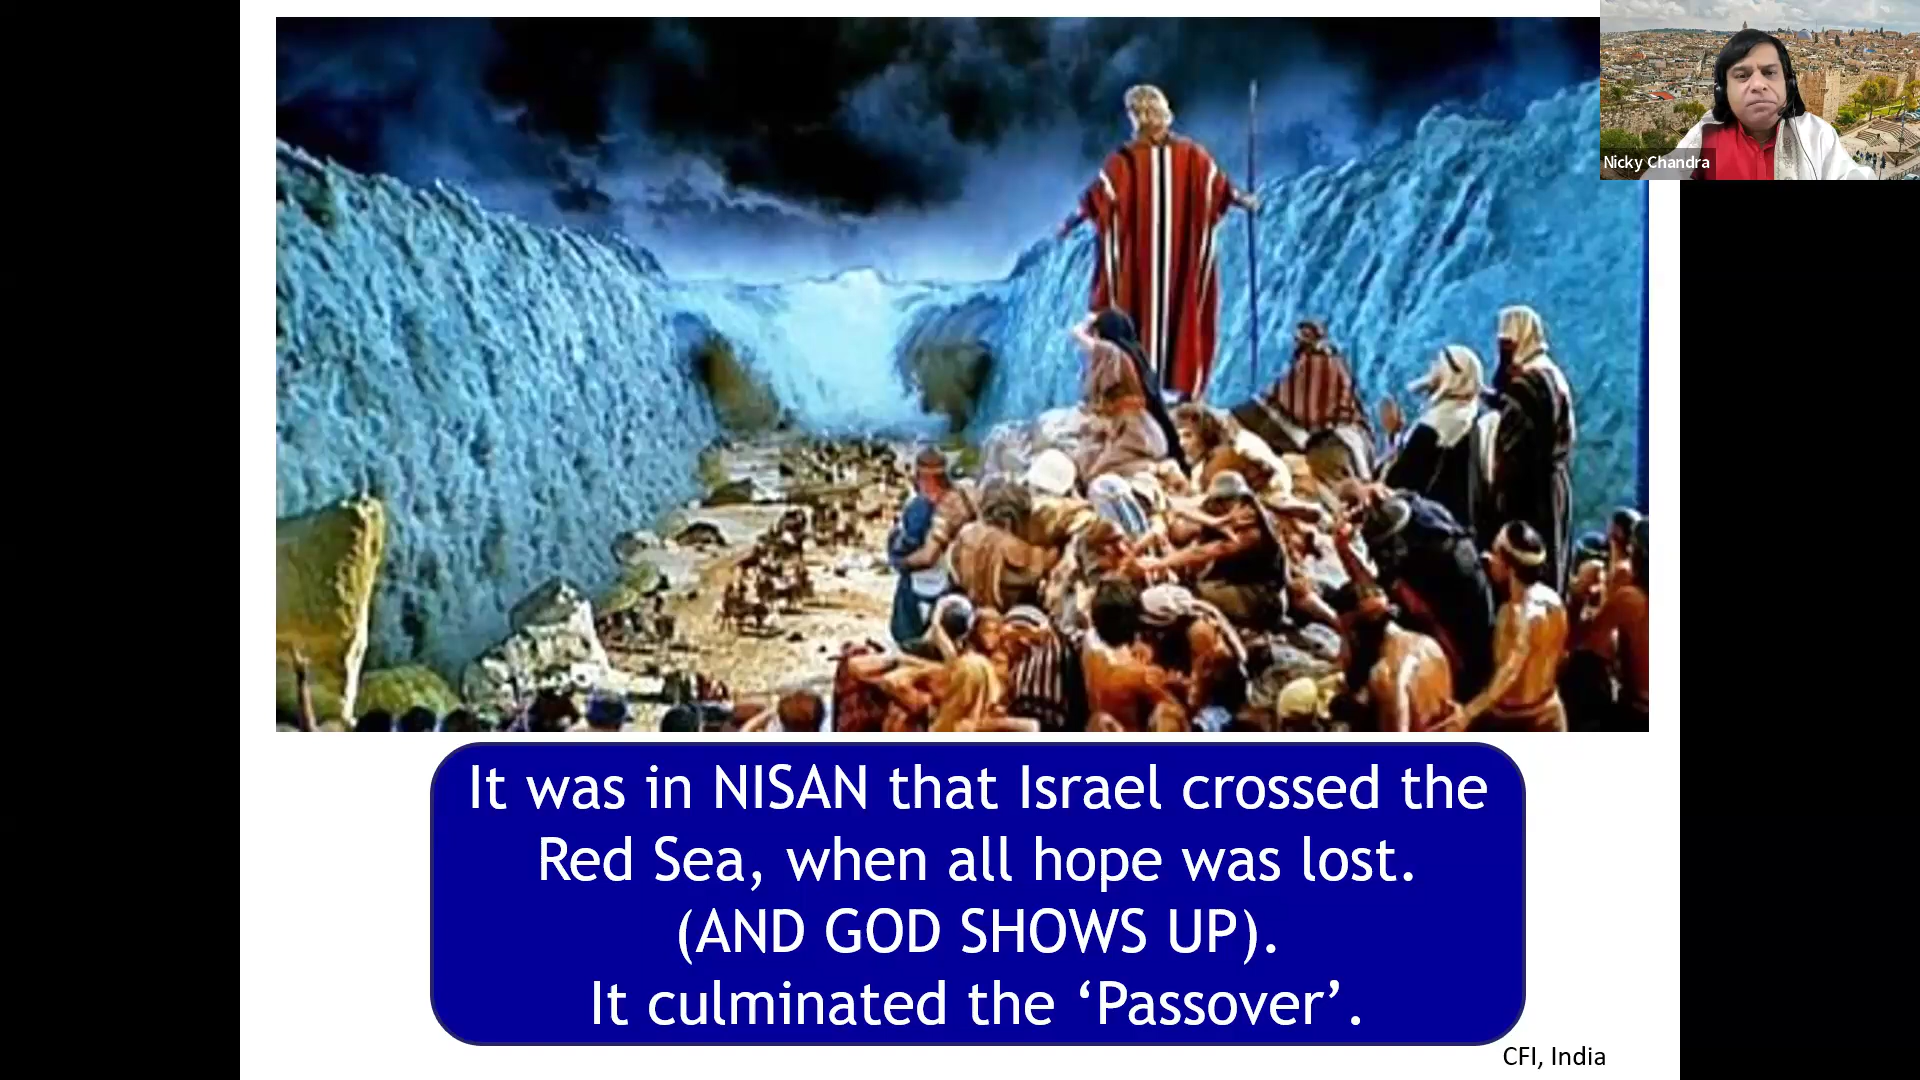 Nicky Chandra
It was in NISAN that Israel crossed the
Red Sea, when all hope was lost.
(AND GOD SHOWS UP).
It culminated the ‘Passover’.
CFI, India